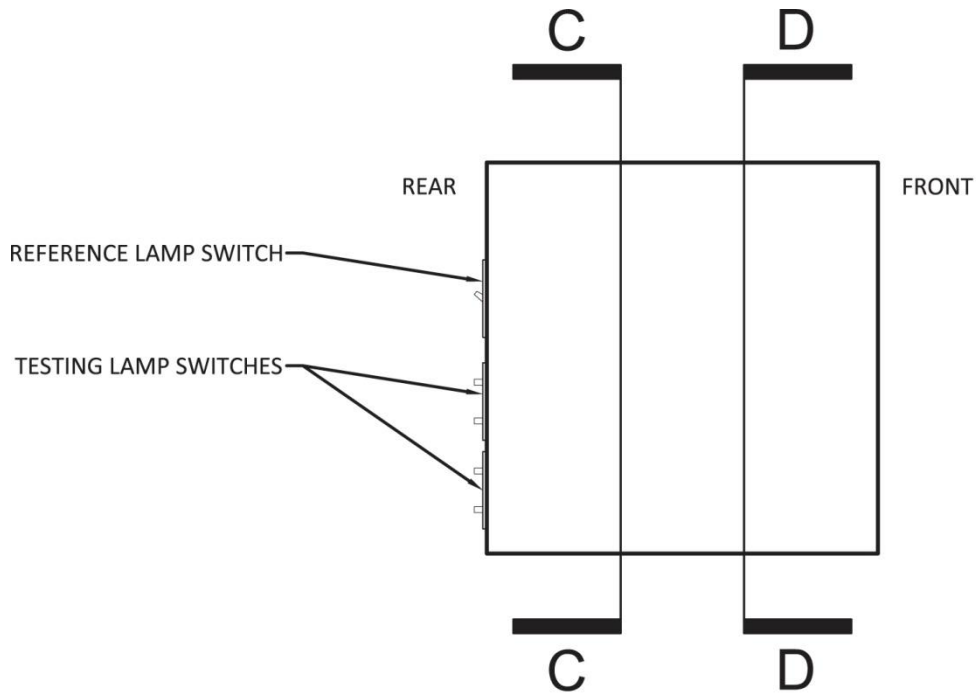 C D
REAR FRONT
REFERENCE LAMP SWITCH
TESTING LAMP SWITCHES
C D